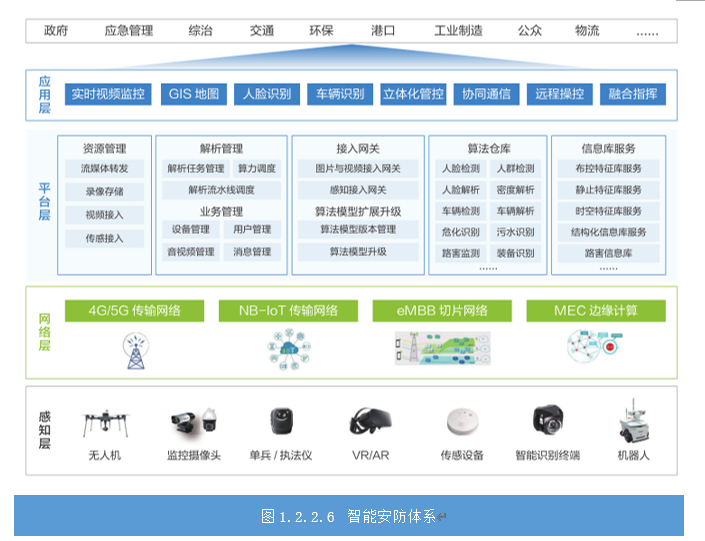 政府 应急管理 综治 交通 环保 港口 工业制造 公众 物流 ……
应用层
实时视频监控 GIS 地图 人脸识别 车辆识别 立体化管控 协同通信 远程操控 融合指挥
平台层
资源管理
流媒体转发
录像存储
视频接入
传感接入
解析管理
解析任务管理 算力调度
解析流水线调度
业务管理
设备管理 用户管理
音视频管理 消息管理
接入网关
图片与视频接入网关
感知接入网关
算法模型扩展升级
算法模型版本管理
算法模型升级
算法仓库
人脸检测 人群检测
人脸解析 密度解析
车辆检测 车辆解析
危化识别 污水识别
路害监测 装备识别
……
信息库服务
布控特征库服务
静止特征库服务
时空特征库服务
结构化信息库服务
路害信息库
……
网络层
4G/5G 传输网络 NB-IoT 传输网络 eMBB 切片网络 MEC 边缘计算
感知层
无人机 监控摄像头 单兵 / 执法仪 VR/AR 传感设备 智能识别终端 机器人
图 1.2.2.6 智能安防体系